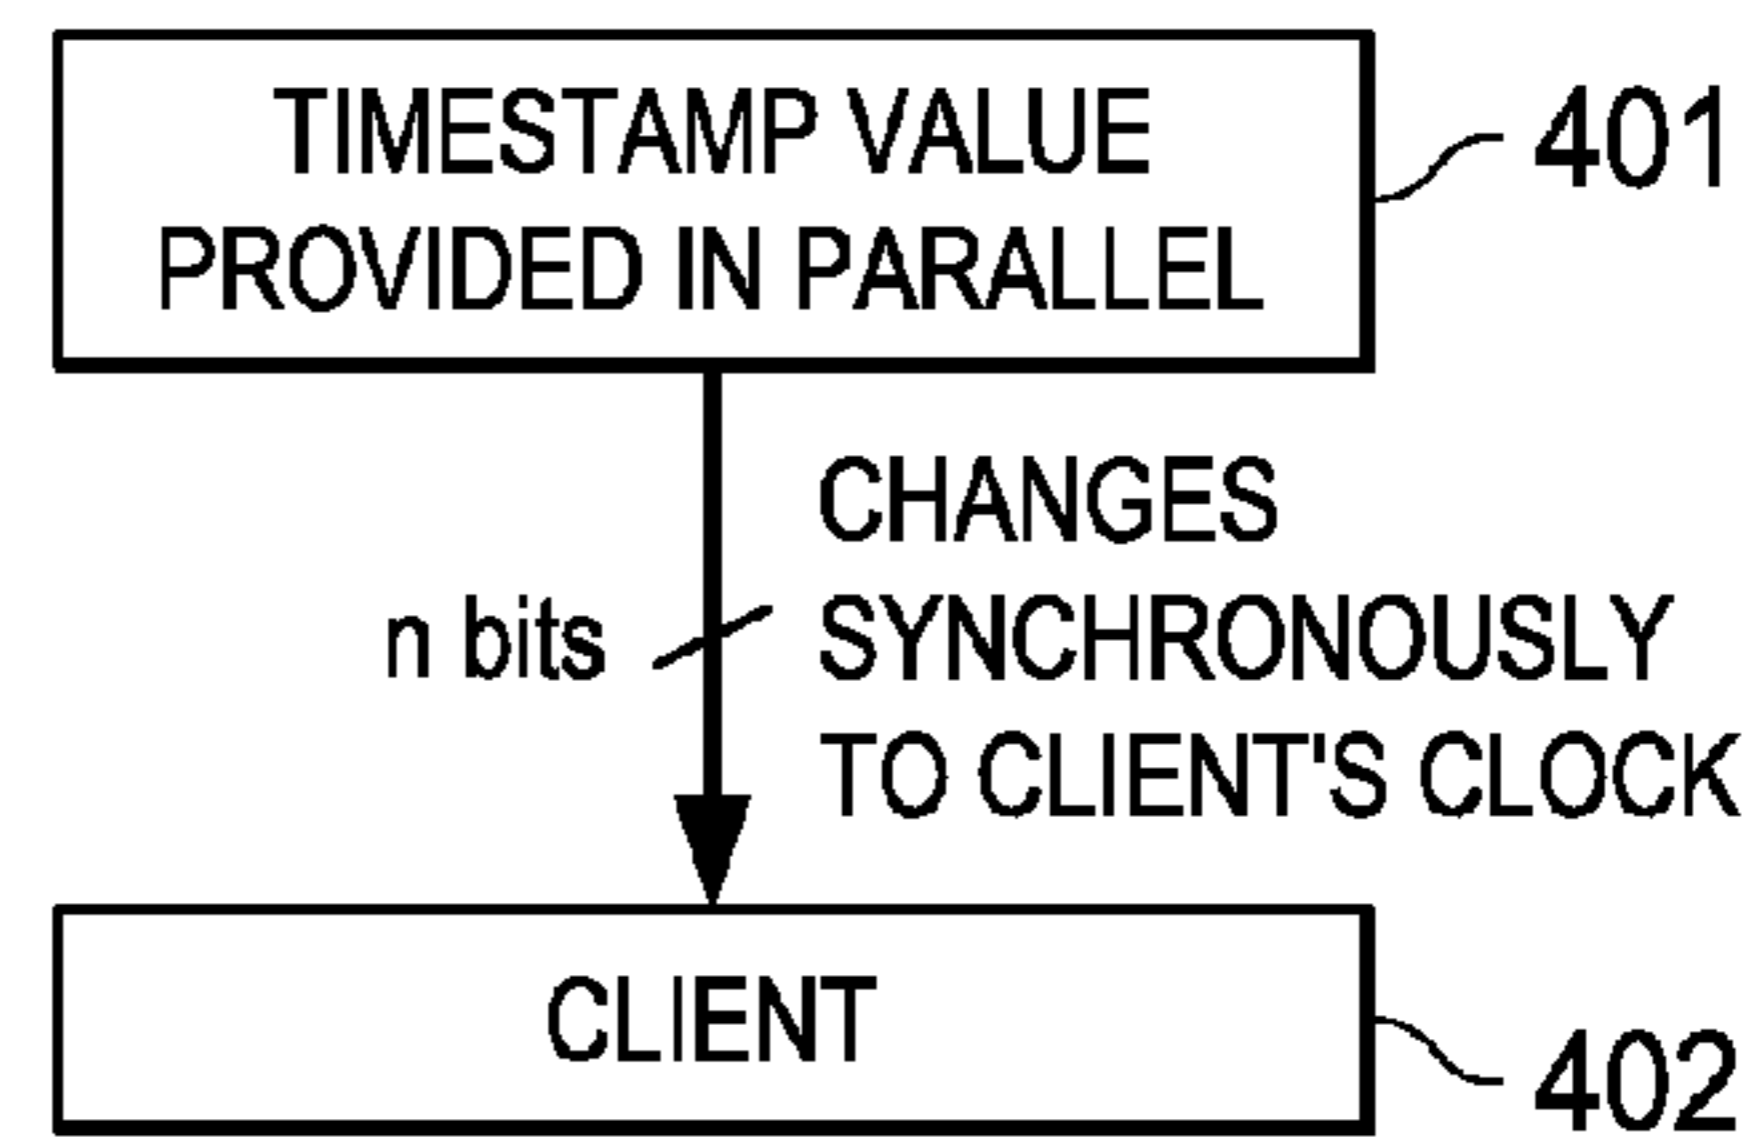 TIMESTAMP VALUE
PROVIDED IN PARALLEL
401
CHANGES
n bits
SYNCHRONOUSLY
TO CLIENT'S CLOCK
CLIENT
402